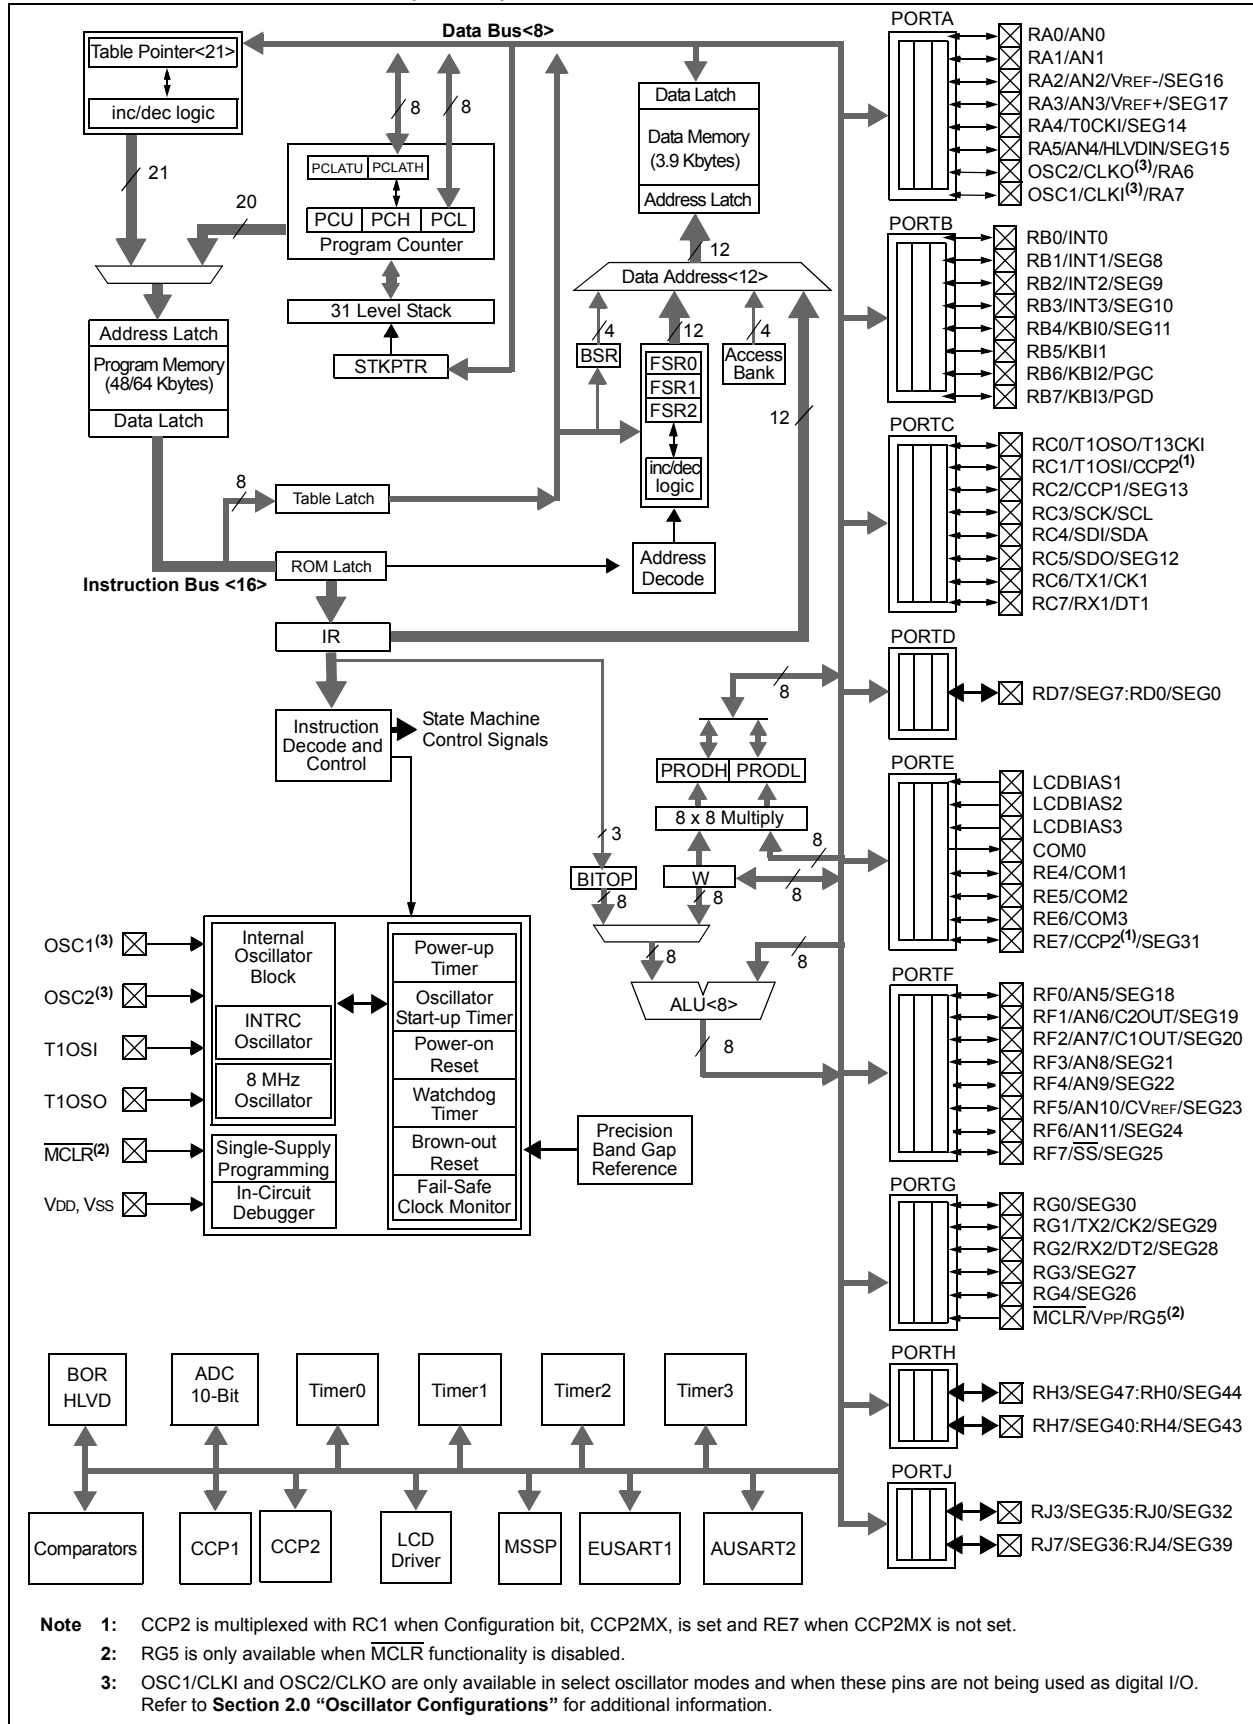 Data Bus<8>
Table Pointer<21>
inc/dec logic
21
20
8
8
PCLATU PCLATH
PCU PCH PCL
Program Counter
31 Level Stack
STKPTR
Address Latch
Program Memory
(48/64 Kbytes)
Data Latch
8
Table Latch
ROM Latch
Instruction Bus <16>
IR
Data Latch
Data Memory
(3.9 Kbytes)
Address Latch
12
Data Address<12>
4
12
4
BSR
FSR0
FSR1
FSR2
inc/dec
logic
Access
Bank
12
Address
Decode
Instruction
Decode and
Control
State Machine
Control Signals
8
PRODH PRODL
8 x 8 Multiply
3
8
BITOP
W
8
8
8
8
8
ALU<8>
8
OSC1(3)
OSC2(3)
T1OSI
T1OSO
MCLR(2)
VDD, VSS
Internal
Oscillator
Block
INTRC
Oscillator
8 MHz
Oscillator
Single-Supply
Programming
In-Circuit
Debugger
Power-up
Timer
Oscillator
Start-up Timer
Power-on
Reset
Watchdog
Timer
Brown-out
Reset
Fail-Safe
Clock Monitor
Precision
Band Gap
Reference
BOR
HLVD
ADC
10-Bit
Timer0
Timer1
Timer2
Timer3
Comparators
CCP1
CCP2
LCD
Driver
MSSP
EUSART1
AUSART2
PORTA
RA0/AN0
RA1/AN1
RA2/AN2/VREF-/SEG16
RA3/AN3/VREF+/SEG17
RA4/T0CKI/SEG14
RA5/AN4/HLVDIN/SEG15
OSC2/CLKO(3)/RA6
OSC1/CLKI(3)/RA7
PORTB
RB0/INT0
RB1/INT1/SEG8
RB2/INT2/SEG9
RB3/INT3/SEG10
RB4/KBI0/SEG11
RB5/KBI1
RB6/KBI2/PGC
RB7/KBI3/PGD
PORTC
RC0/T1OSO/T13CKI
RC1/T1OSI/CCP2(1)
RC2/CCP1/SEG13
RC3/SCK/SCL
RC4/SDI/SDA
RC5/SDO/SEG12
RC6/TX1/CK1
RC7/RX1/DT1
PORTD
RD7/SEG7:RD0/SEG0
PORTE
LCDBIAS1
LCDBIAS2
LCDBIAS3
COM0
RE4/COM1
RE5/COM2
RE6/COM3
RE7/CCP2(1)/SEG31
PORTF
RF0/AN5/SEG18
RF1/AN6/C2OUT/SEG19
RF2/AN7/C1OUT/SEG20
RF3/AN8/SEG21
RF4/AN9/SEG22
RF5/AN10/CVREF/SEG23
RF6/AN11/SEG24
RF7/SS/SEG25
PORTG
RG0/SEG30
RG1/TX2/CK2/SEG29
RG2/RX2/DT2/SEG28
RG3/SEG27
RG4/SEG26
MCLR/VPP/RG5(2)
PORTH
RH3/SEG47:RH0/SEG44
RH7/SEG40:RH4/SEG43
PORTJ
RJ3/SEG35:RJ0/SEG32
RJ7/SEG36:RJ4/SEG39
Note 1: CCP2 is multiplexed with RC1 when Configuration bit, CCP2MX, is set and RE7 when CCP2MX is not set.
2: RG5 is only available when MCLR functionality is disabled.
3: OSC1/CLKI and OSC2/CLKO are only available in select oscillator modes and when these pins are not being used as digital I/O.
Refer to Section 2.0 “Oscillator Configurations” for additional information.